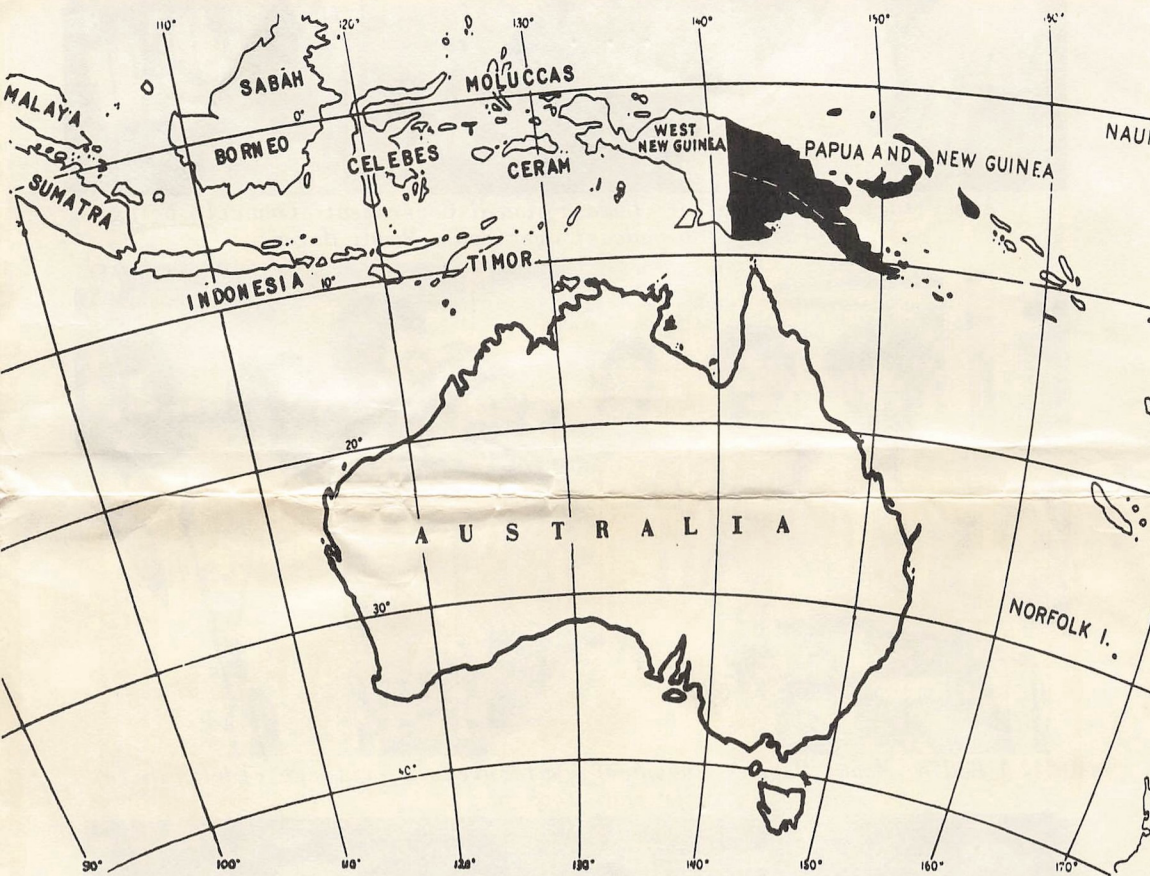 110°
120°
130°
140°
150°
MOLUCCAS
SABAH
MALAYA
0°
NAU
WEST
NEW GUINEA
PAPUA AND NEW GUINEA
BORNEO
CELEBES
CERAM
SUMATRA
TIMOR
INDONESIA
10°
20°
AUSTRALIA
30°
NORFOLK I.
40°
90°
100°
110°
120°
130°
140°
150°
160°
170°